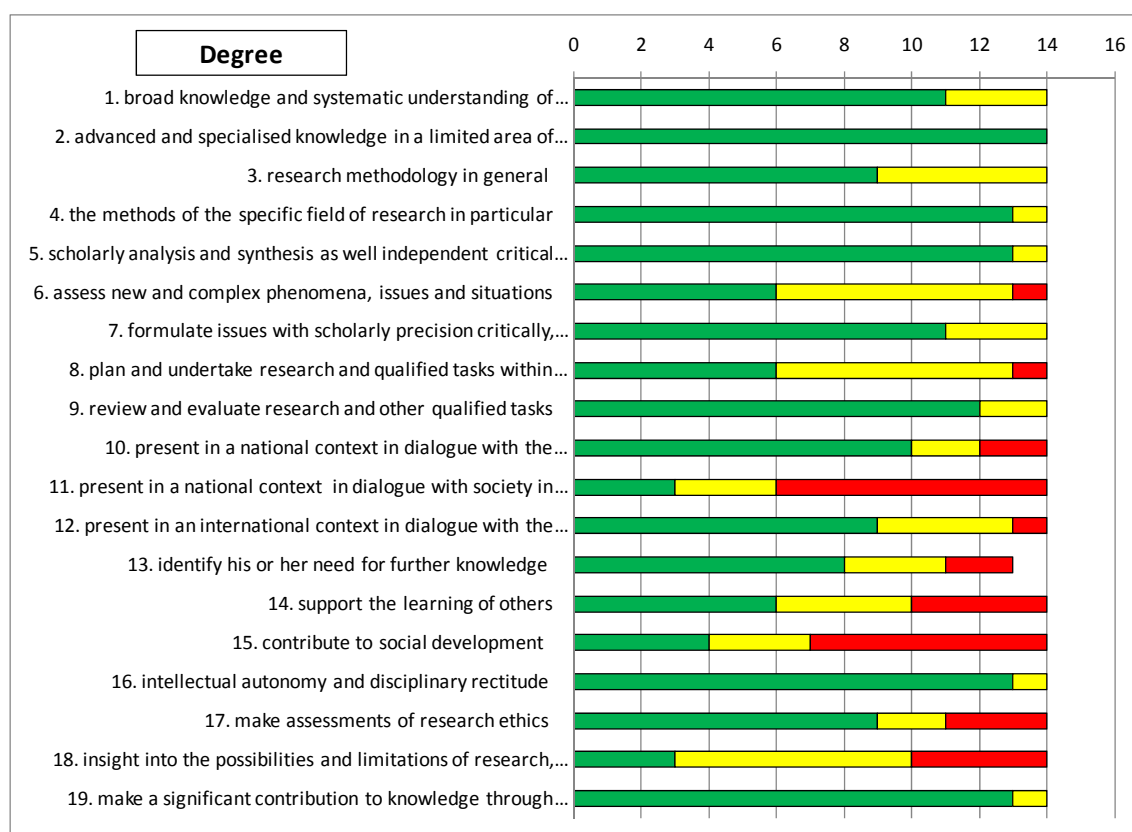 Degree
0 2 4 6 8 10 12 14 16
1. broad knowledge and systematic understanding of…
2. advanced and specialised knowledge in a limited area of…
3. research methodology in general
4. the methods of the specific field of research in particular
5. scholarly analysis and synthesis as well independent critical…
6. assess new and complex phenomena, issues and situations
7. formulate issues with scholarly precision critically,…
8. plan and undertake research and qualified tasks within…
9. review and evaluate research and other qualified tasks
10. present in a national context in dialogue with the…
11. present in a national context in dialogue with society in…
12. present in an international context in dialogue with the…
13. identify his or her need for further knowledge
14. support the learning of others
15. contribute to social development
16. intellectual autonomy and disciplinary rectitude
17. make assessments of research ethics
18. insight into the possibilities and limitations of research,…
19. make a significant contribution to knowledge through…